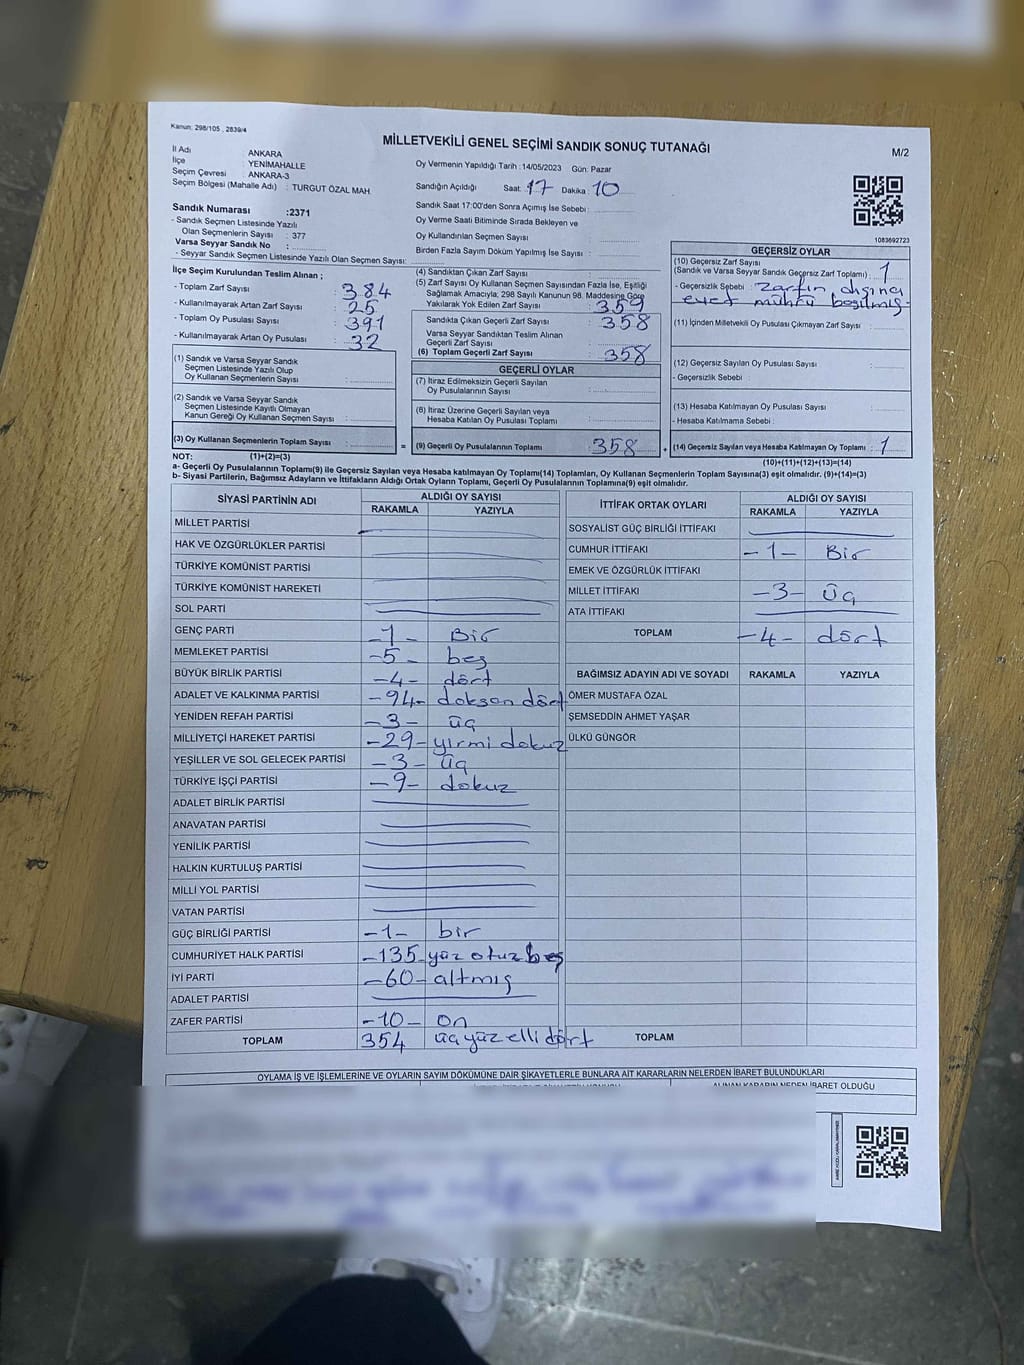 Kanun: 298/105 , 2839/4
MİLLETVEKİLİ GENEL SEÇİMİ SANDIK SONUÇ TUTANAĞI
M/2
İl Adı : ANKARA
İlçe : YENİMAHALLE
Seçim Çevresi : ANKARA-3
Seçim Bölgesi (Mahalle Adı) : TURGUT ÖZAL MAH.
Oy Vermenin Yapıldığı Tarih :14/05/2023 Gün: Pazar
Sandığın Açıldığı Saat: 17 Dakika 10
Sandık Saat 17:00'den Sonra Açılmış İse Sebebi:
Oy Verme Saati Bitiminde Sırada Bekleyen ve
Oy Kullandırılan Seçmen Sayısı :
Birden Fazla Sayım Döküm Yapılmış İse Sayısı :
1083692723
Sandık Numarası :2371
- Sandık Seçmen Listesinde Yazılı
Olan Seçmenlerin Sayısı : 377
Varsa Seyyar Sandık No :
- Seyyar Sandık Seçmen Listesinde Yazılı Olan Seçmen Sayısı:
İlçe Seçim Kurulundan Teslim Alınan ;
- Toplam Zarf Sayısı : 384
- Kullanılmayarak Artan Zarf Sayısı : 25
- Toplam Oy Pusulası Sayısı : 391
- Kullanılmayarak Artan Oy Pusulası : 32
(1) Sandık ve Varsa Seyyar Sandık
Seçmen Listesinde Yazılı Olup
Oy Kullanan Seçmenlerin Sayısı :
(2) Sandık ve Varsa Seyyar Sandık
Seçmen Listesinde Kayıtlı Olmayan
Kanun Gereği Oy Kullanan Seçmen Sayısı :
(3) Oy Kullanan Seçmenlerin Toplam Sayısı :
(4) Sandıktan Çıkan Zarf Sayısı :
(5) Zarf Sayısı Oy Kullanan Seçmen Sayısından Fazla İse, Eşitliği
Sağlamak Amacıyla; 298 Sayılı Kanunun 98. Maddesine Göre
Yakılarak Yok Edilen Zarf Sayısı : 359
Sandıkta Çıkan Geçerli Zarf Sayısı : 358
Varsa Seyyar Sandıktan Teslim Alınan
Geçerli Zarf Sayısı :
(6) Toplam Geçerli Zarf Sayısı : 358
GEÇERLİ OYLAR
(7) İtiraz Edilmeksizin Geçerli Sayılan
Oy Pusulalarının Sayısı :
(8) İtiraz Üzerine Geçerli Sayılan veya
Hesaba Katılan Oy Pusulası Toplamı :
= (9) Geçerli Oy Pusulalarının Toplamı 358
GEÇERSİZ OYLAR
(10) Geçersiz Zarf Sayısı
(Sandık ve Varsa Seyyar Sandık Geçersiz Zarf Toplamı) : 1
- Geçersizlik Sebebi : Zarfın dışına
evet mührü basılmış.
(11) İçinden Milletvekili Oy Pusulası Çıkmayan Zarf Sayısı :
(12) Geçersiz Sayılan Oy Pusulası Sayısı :
- Geçersizlik Sebebi :
(13) Hesaba Katılmayan Oy Pusulası Sayısı :
- Hesaba Katılmama Sebebi :
+ (14) Geçersiz Sayılan veya Hesaba Katılmayan Oy Toplamı : 1
NOT: (1)+(2)=(3)
(10)+(11)+(12)+(13)=(14)
a- Geçerli Oy Pusulalarının Toplamı(9) ile Geçersiz Sayılan veya Hesaba katılmayan Oy Toplamı(14) Toplamları, Oy Kullanan Seçmenlerin Toplam Sayısına(3) eşit olmalıdır. (9)+(14)=(3)
b- Siyasi Partilerin, Bağımsız Adayların ve İttifakların Aldığı Ortak Oyların Toplamı, Geçerli Oy Pusulalarının Toplamına(9) eşit olmalıdır.
SİYASİ PARTİNİN ADI ALDIĞI OY SAYISI
RAKAMLA YAZIYLA
MİLLET PARTİSİ
HAK VE ÖZGÜRLÜKLER PARTİSİ
TÜRKİYE KOMÜNİST PARTİSİ
TÜRKİYE KOMÜNİST HAREKETİ
SOL PARTİ
GENÇ PARTİ -1- Bir
MEMLEKET PARTİSİ -5- beş
BÜYÜK BİRLİK PARTİSİ -4- dört
ADALET VE KALKINMA PARTİSİ -94- doksan dört
YENİDEN REFAH PARTİSİ -3- üç
MİLLİYETÇİ HAREKET PARTİSİ -29- yirmi dokuz
YEŞİLLER VE SOL GELECEK PARTİSİ -3- üç
TÜRKİYE İŞÇİ PARTİSİ -9- dokuz
ADALET BİRLİK PARTİSİ
ANAVATAN PARTİSİ
YENİLİK PARTİSİ
HALKIN KURTULUŞ PARTİSİ
MİLLİ YOL PARTİSİ
VATAN PARTİSİ
GÜÇ BİRLİĞİ PARTİSİ -1- bir
CUMHURİYET HALK PARTİSİ -135- yüz otuz beş
İYİ PARTİ -60- altmış
ADALET PARTİSİ
ZAFER PARTİSİ -10- on
TOPLAM 354 üçyüz elli dört
İTTİFAK ORTAK OYLARI ALDIĞI OY SAYISI
RAKAMLA YAZIYLA
SOSYALİST GÜÇ BİRLİĞİ İTTİFAKI
CUMHUR İTTİFAKI -1- Bir
EMEK VE ÖZGÜRLÜK İTTİFAKI
MİLLET İTTİFAKI -3- üç
ATA İTTİFAKI
TOPLAM -4- dört
BAĞIMSIZ ADAYIN ADI VE SOYADI RAKAMLA YAZIYLA
ÖMER MUSTAFA ÖZAL
ŞEMSEDDİN AHMET YAŞAR
ÜLKÜ GÜNGÖR
TOPLAM
OYLAMA İŞ VE İŞLEMLERİNE VE OYLARIN SAYIM DÖKÜMÜNE DAİR ŞİKAYETLERLE BUNLARA AİT KARARLARIN NELERDEN İBARET BULUNDUKLARI
ALINAN KARARIN NEDEN İBARET OLDUĞU